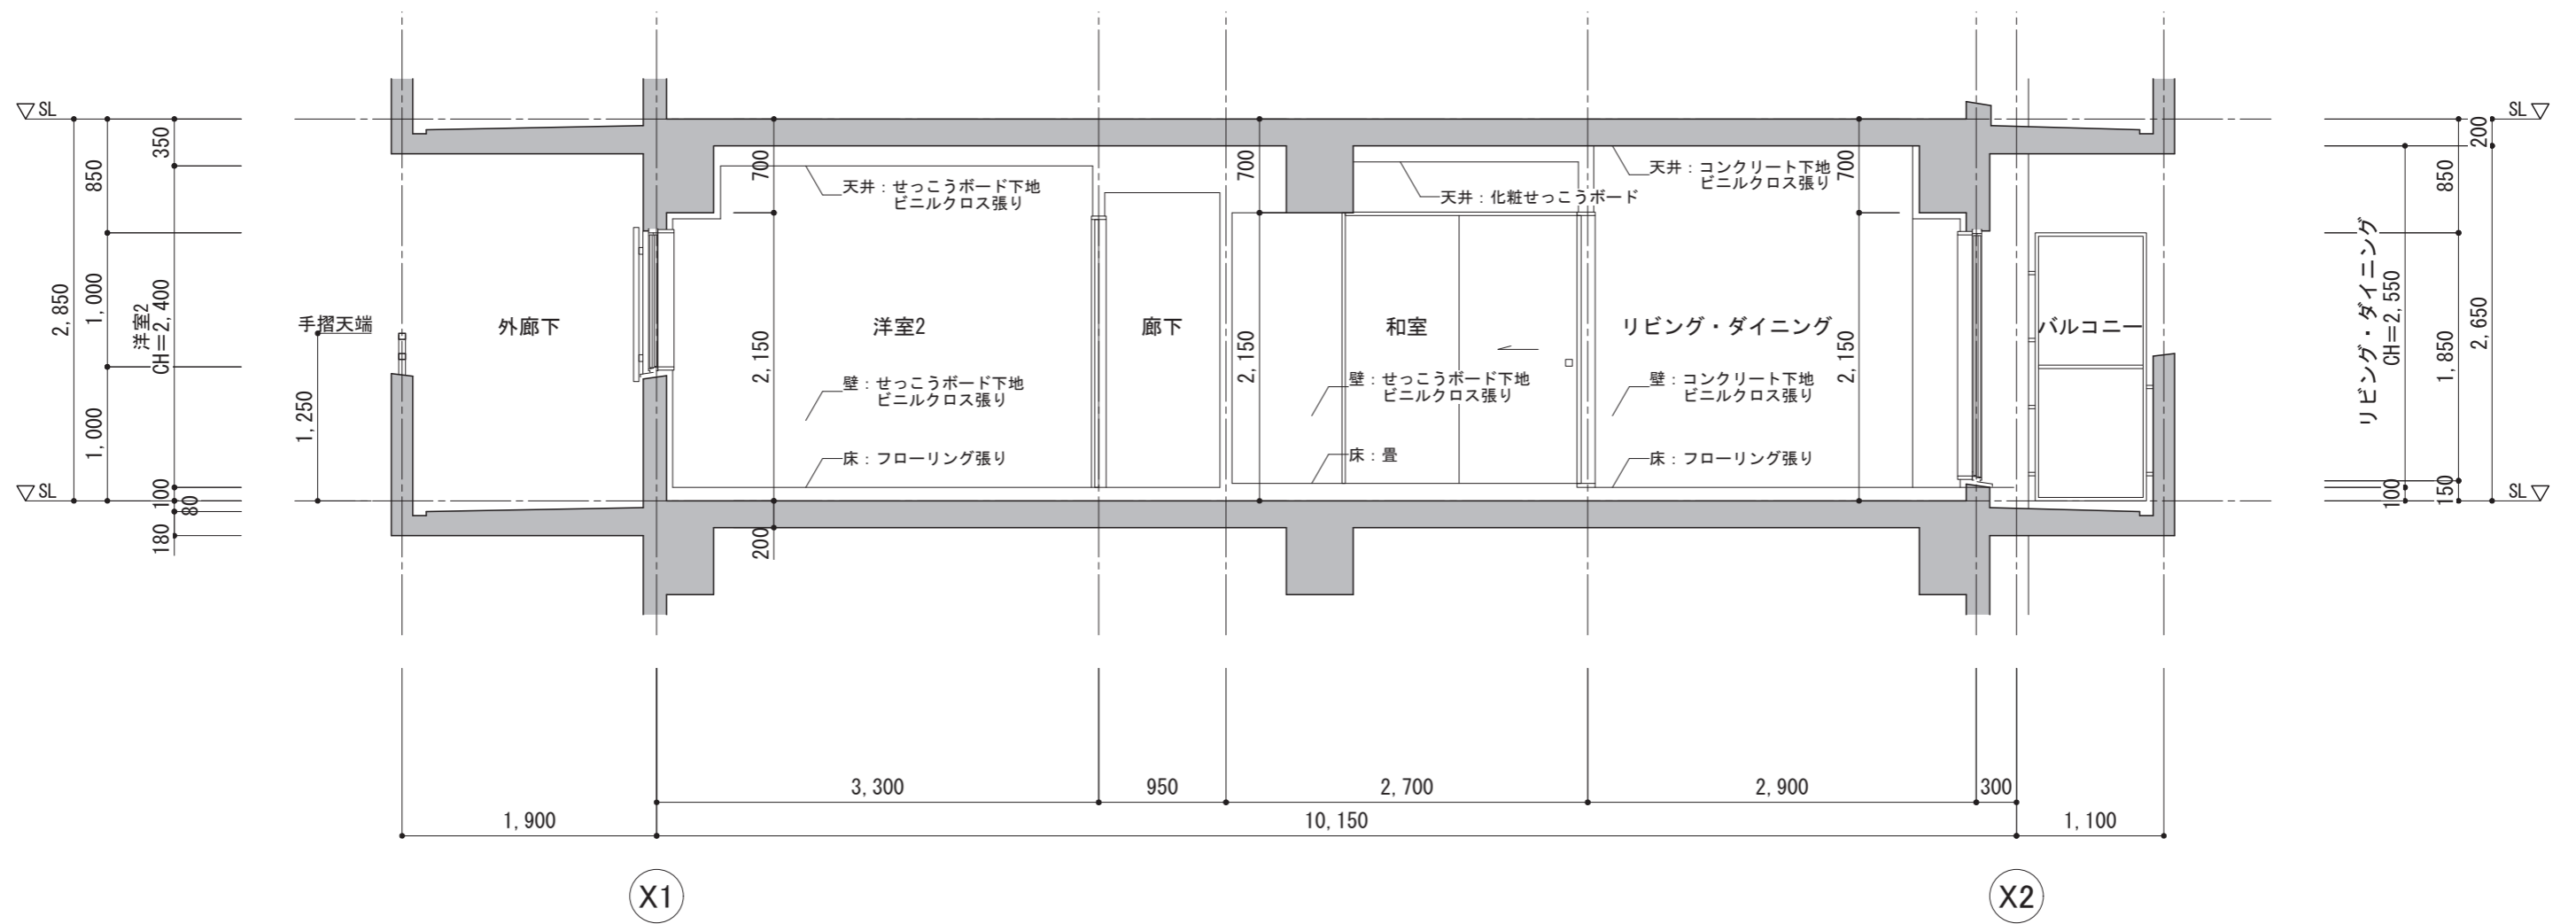 SL
SL
SL
SL
2,850
850
1,000
1,000
350
洋室2
CH=2,400
100
80
180
手摺天端
1,250
外廊下
700
2,150
200
天井：せっこうボード下地
ビニルクロス張り
洋室2
壁：せっこうボード下地
ビニルクロス張り
床：フローリング張り
廊下
700
2,150
天井：化粧せっこうボード
和室
壁：せっこうボード下地
ビニルクロス張り
床：畳
天井：コンクリート下地
ビニルクロス張り
リビング・ダイニング
壁：コンクリート下地
ビニルクロス張り
床：フローリング張り
700
2,150
バルコニー
リビング・ダイニング
CH=2,550
100
850
1,850
150
200
2,650
3,300
950
2,700
2,900
300
1,900
10,150
1,100
X1
X2